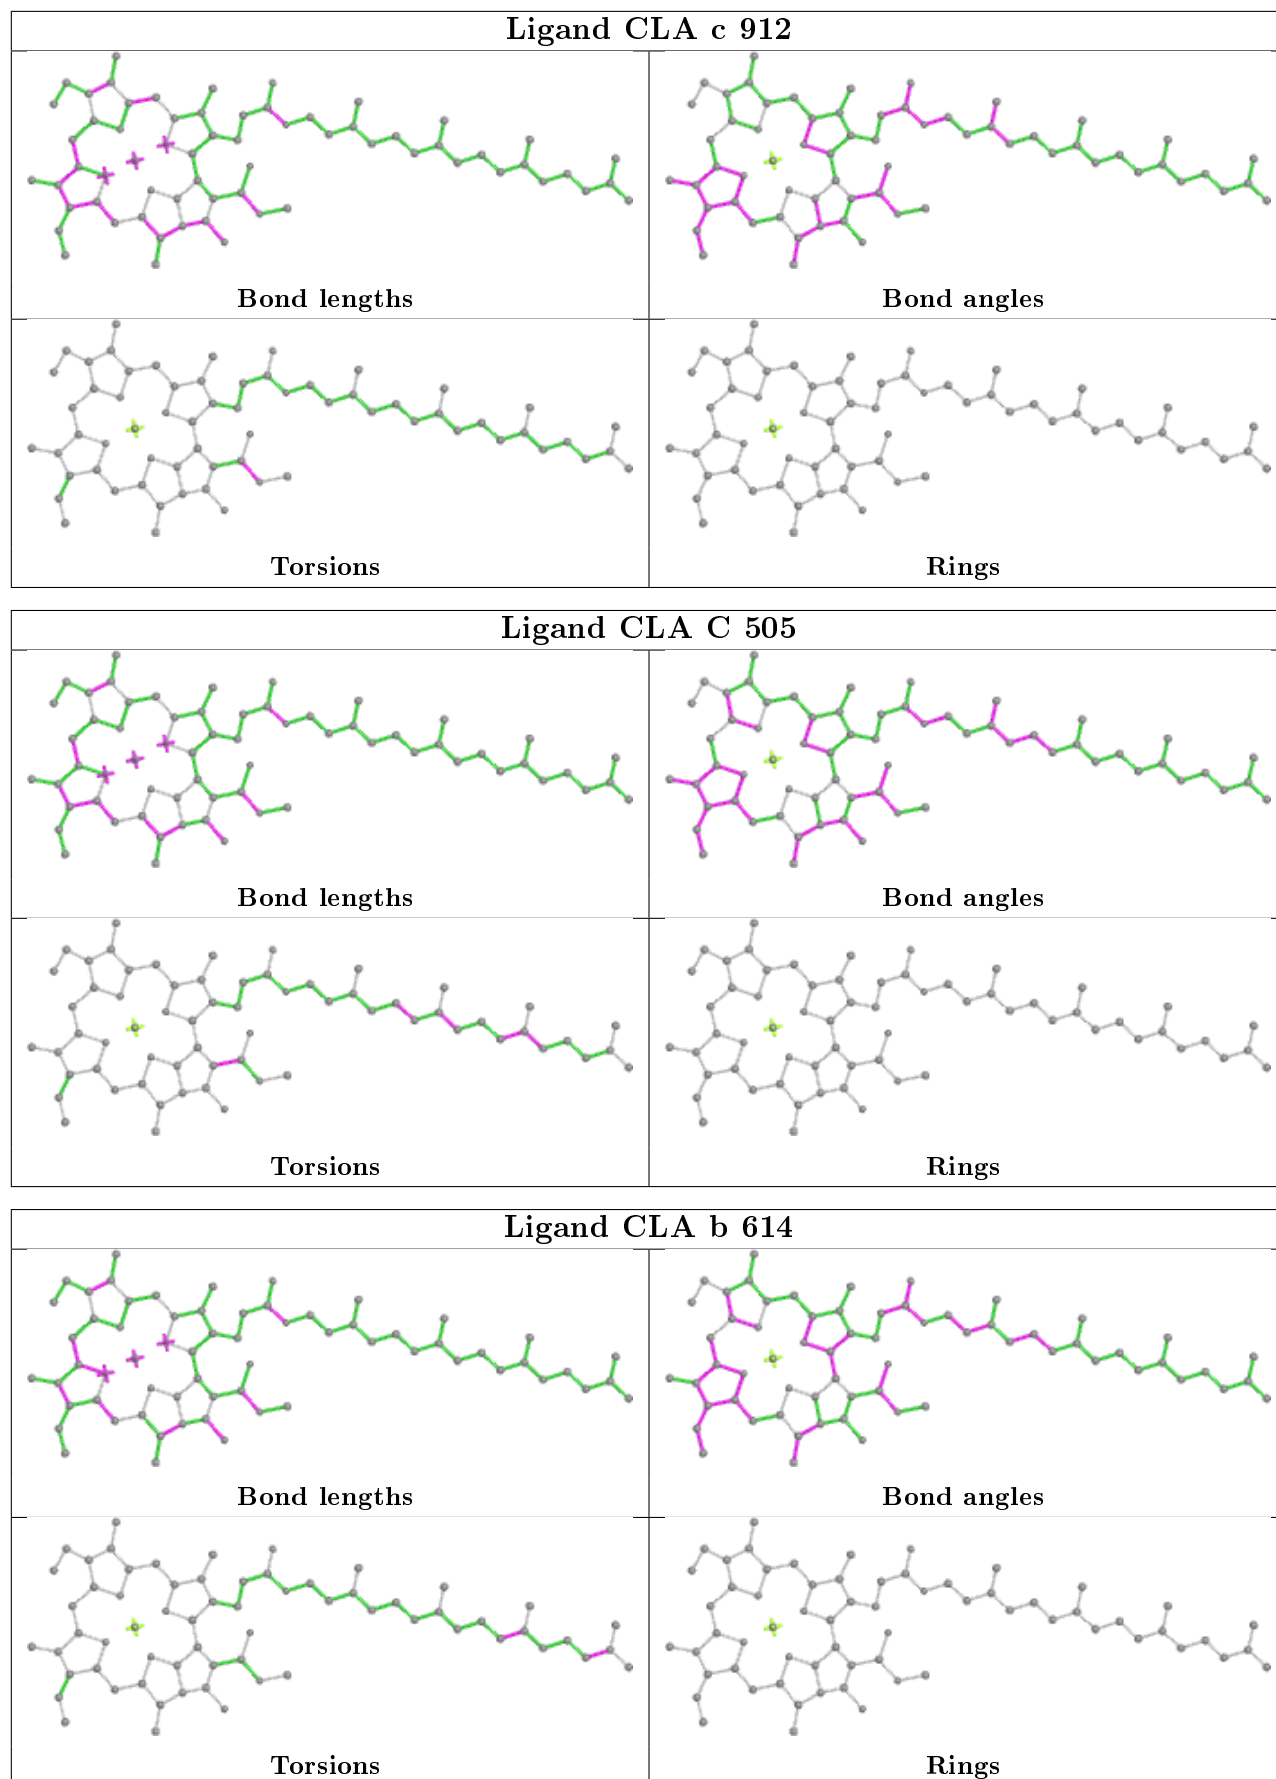 Ligand CLA c 912
Bond lengths
Bond angles
Torsions
Rings
Ligand CLA C 505
Bond lengths
Bond angles
Torsions
Rings
Ligand CLA b 614
Bond lengths
Bond angles
Torsions
Rings